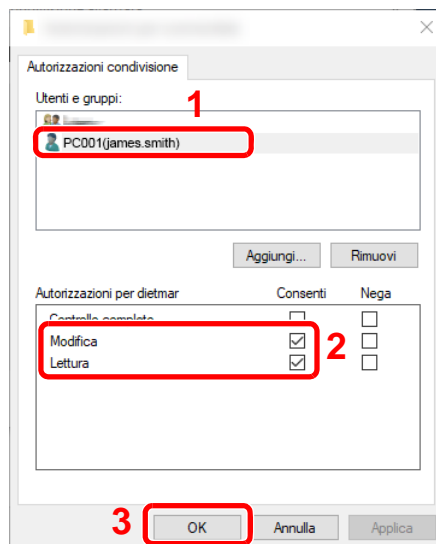 Autorizzazioni condivisione
Utenti e gruppi:
1
PC001(james.smith)
Aggiungi...
Rimuovi
Autorizzazioni per dietmar Consenti Nega
Controllo completo
Modifica
Lettura
2
3
OK
Annulla
Applica